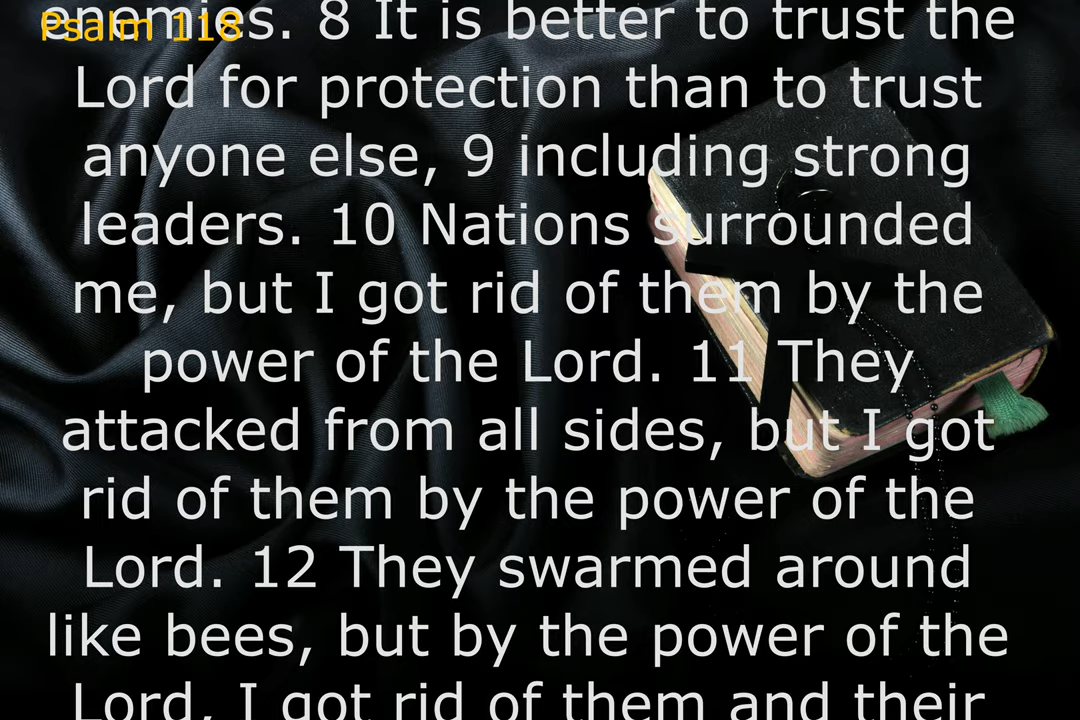 Psalm 118
enemies. 8 It is better to trust the
Lord for protection than to trust
anyone else, 9 including strong
leaders. 10 Nations surrounded
me, but I got rid of them by the
power of the Lord. 11 They
attacked from all sides, but I got
rid of them by the power of the
Lord. 12 They swarmed around
like bees, but by the power of the
Lord, I got rid of them and their